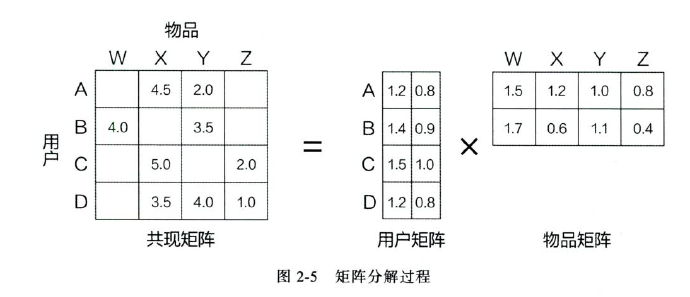 物品
W X Y Z
A 4.5 2.0
B 4.0 3.5
C 5.0 2.0
D 3.5 4.0 1.0
用户
共现矩阵
=
A 1.2 0.8
B 1.4 0.9
C 1.5 1.0
D 1.2 0.8
用户矩阵
×
W X Y Z
1.5 1.2 1.0 0.8
1.7 0.6 1.1 0.4
物品矩阵
图 2-5 矩阵分解过程